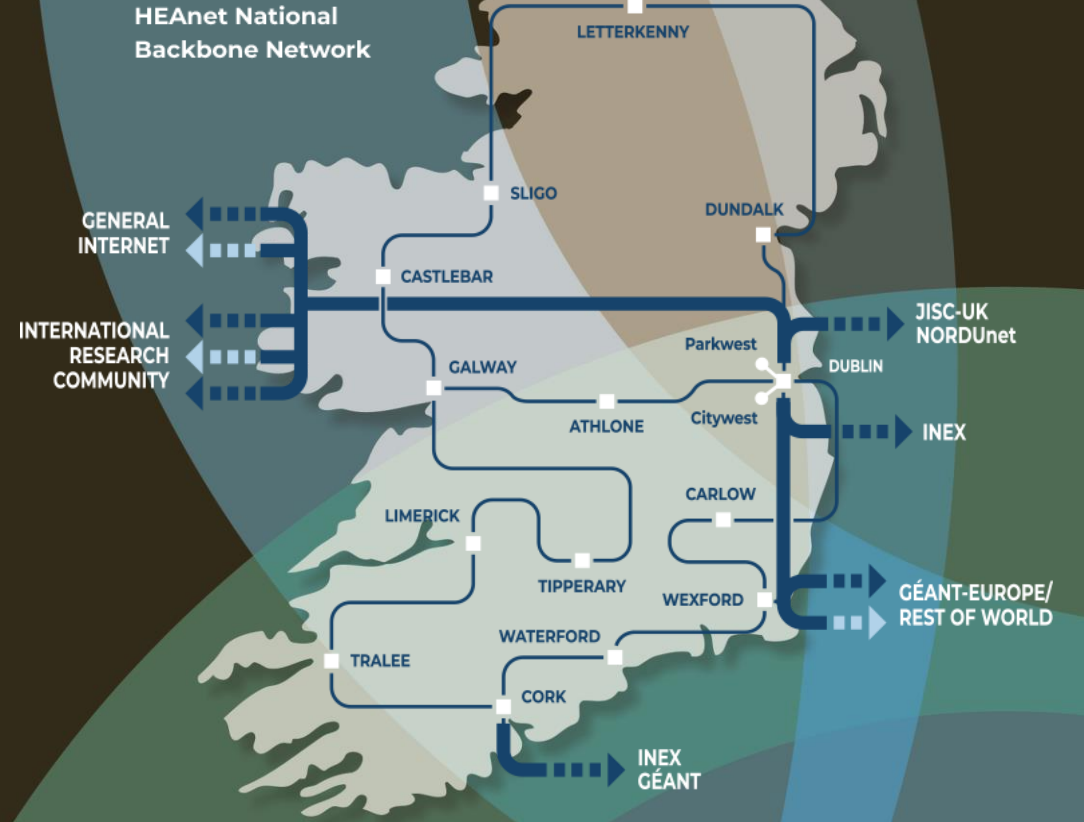 HEAnet National
Backbone Network
LETTERKENNY
SLIGO
DUNDALK
GENERAL
INTERNET
CASTLEBAR
INTERNATIONAL
RESEARCH
COMMUNITY
JISC-UK
NORDUnet
Parkwest
DUBLIN
GALWAY
ATHLONE
Citywest
INEX
CARLOW
LIMERICK
TIPPERARY
WEXFORD
GÉANT-EUROPE/
REST OF WORLD
WATERFORD
TRALEE
CORK
INEX
GÉANT